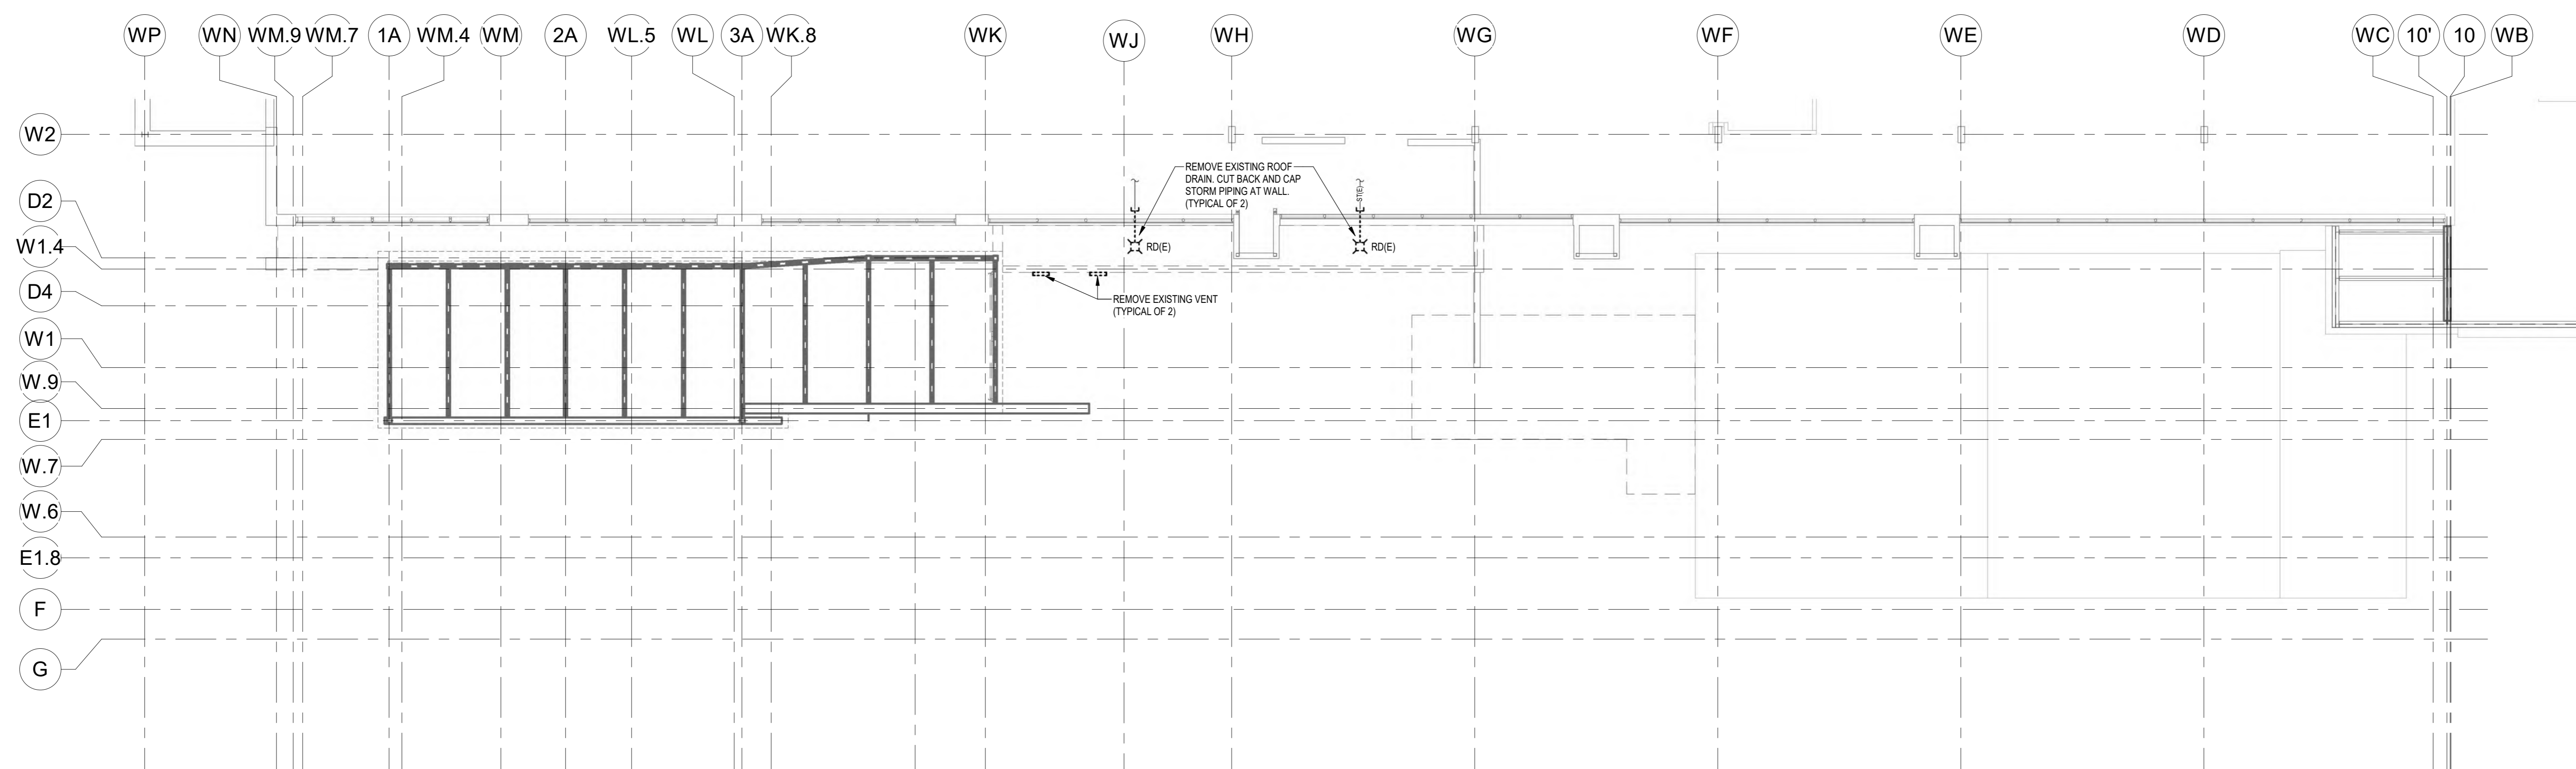 WP
WN
WM.9
WM.7
1A
WM.4
WM
2A
WL.5
WL
3A
WK.8
WK
WJ
WH
WG
WF
WE
WD
WC
10'
10
WB
W2
D2
W1.4
D4
W1
W.9
E1
W.7
W.6
E1.8
F
G
REMOVE EXISTING ROOF
DRAIN. CUT BACK AND CAP
STORM PIPING AT WALL.
(TYPICAL OF 2)
ST(E)
RD(E)
RD(E)
REMOVE EXISTING VENT
(TYPICAL OF 2)